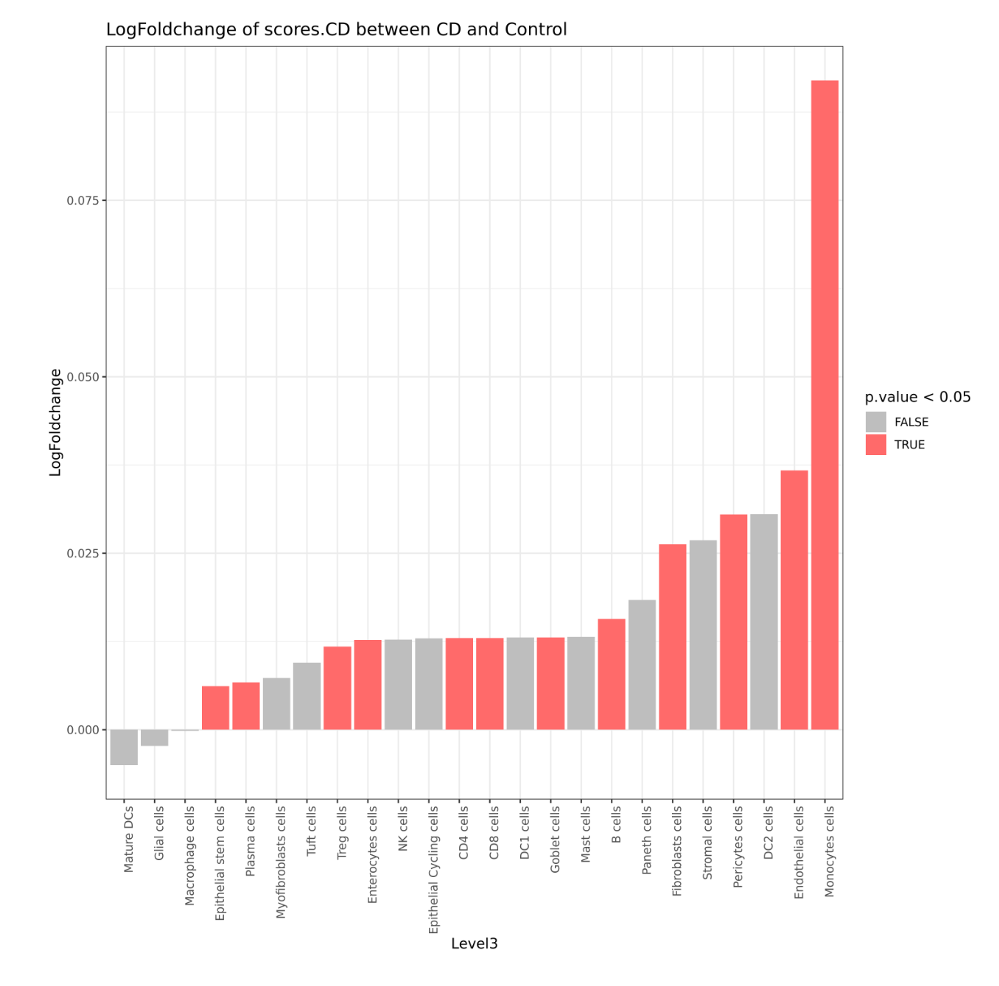 LogFoldchange of scores.CD between CD and Control
LogFoldchange
0.075
0.050
0.025
0.000
Mature DCs
Glial cells
Macrophage cells
Epithelial stem cells
Plasma cells
Myofibroblasts cells
Tuft cells
Treg cells
Enterocytes cells
NK cells
Epithelial Cycling cells
CD4 cells
CD8 cells
DC1 cells
Goblet cells
Mast cells
B cells
Paneth cells
Fibroblasts cells
Stromal cells
Pericytes cells
DC2 cells
Endothelial cells
Monocytes cells
Level3
p.value < 0.05
FALSE
TRUE